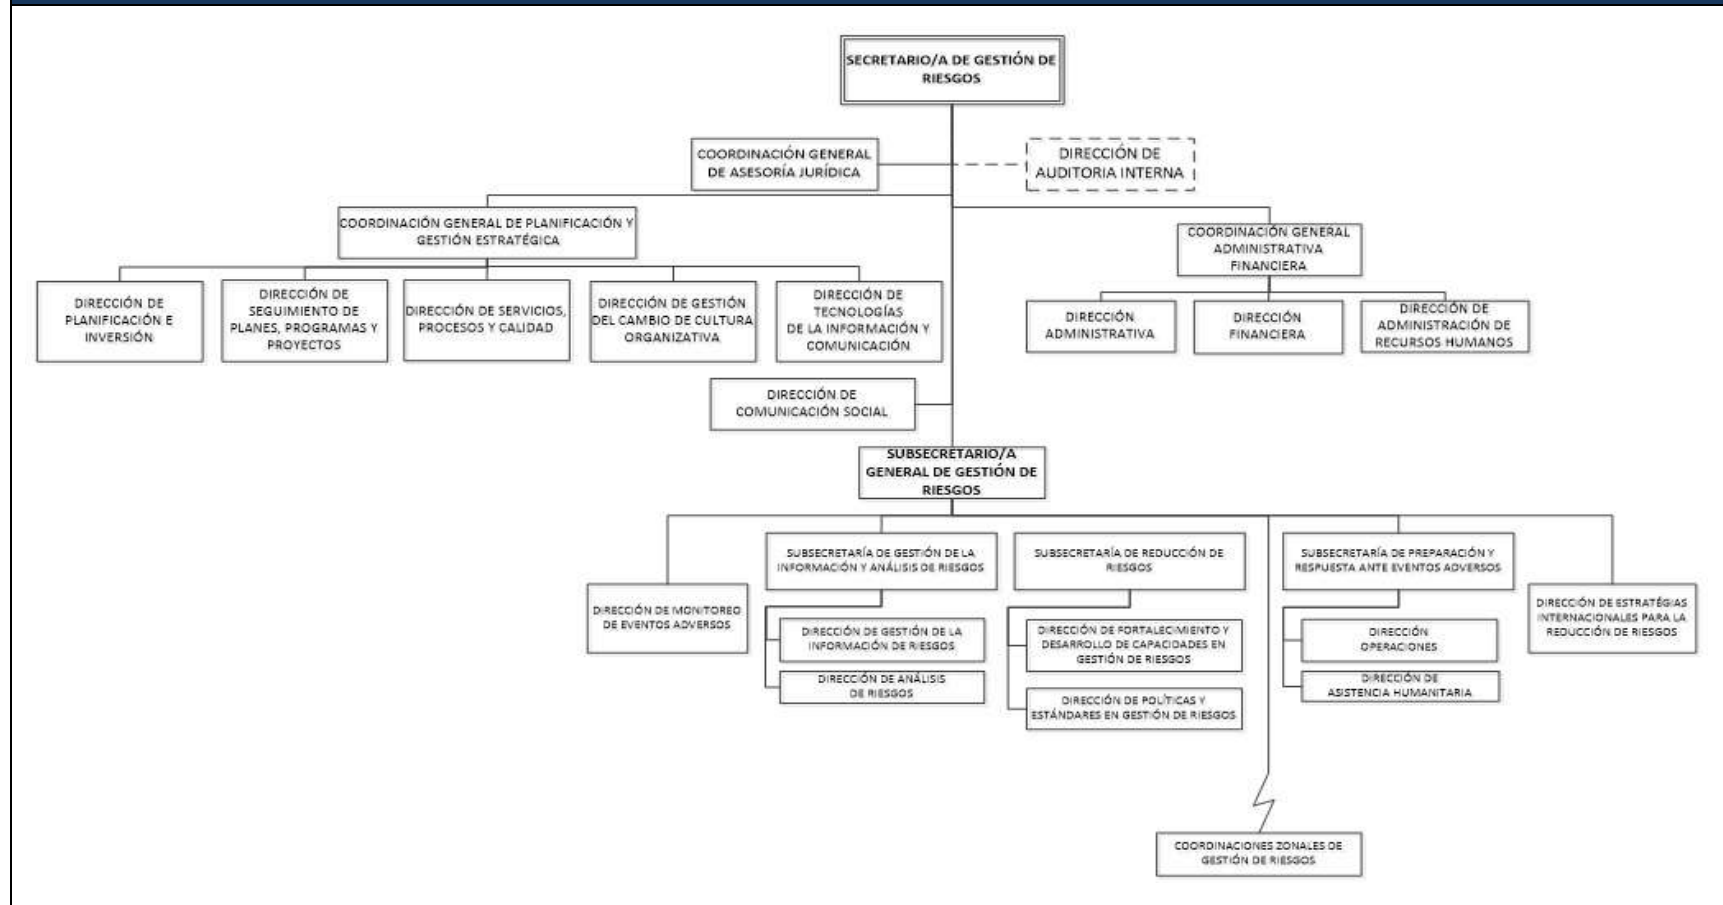 SECRETARIO/A DE GESTIÓN DE
RIESGOS
COORDINACIÓN GENERAL
DE ASESORÍA JURÍDICA
DIRECCIÓN DE
AUDITORIA INTERNA
COORDINACIÓN GENERAL DE PLANIFICACIÓN Y
GESTIÓN ESTRATÉGICA
COORDINACIÓN GENERAL
ADMINISTRATIVA
FINANCIERA
DIRECCIÓN DE
PLANIFICACIÓN E
INVERSIÓN
DIRECCIÓN DE
SEGUIMIENTO DE
PLANES, PROGRAMAS Y
PROYECTOS
DIRECCIÓN DE SERVICIOS,
PROCESOS Y CALIDAD
DIRECCIÓN DE GESTIÓN
DEL CAMBIO DE CULTURA
ORGANIZATIVA
DIRECCIÓN DE
TECNOLOGÍAS
DE LA INFORMACIÓN Y
COMUNICACIÓN
DIRECCIÓN
ADMINISTRATIVA
DIRECCIÓN
FINANCIERA
DIRECCIÓN DE
ADMINISTRACIÓN DE
RECURSOS HUMANOS
DIRECCIÓN DE
COMUNICACIÓN SOCIAL
SUBSECRETARIO/A
GENERAL DE GESTIÓN DE
RIESGOS
DIRECCIÓN DE MONITOREO
DE EVENTOS ADVERSOS
SUBSECRETARÍA DE GESTIÓN DE LA
INFORMACIÓN Y ANÁLISIS DE RIESGOS
DIRECCIÓN DE GESTIÓN DE LA
INFORMACIÓN DE RIESGOS
DIRECCIÓN DE ANÁLISIS
DE RIESGOS
SUBSECRETARÍA DE REDUCCIÓN DE
RIESGOS
DIRECCIÓN DE FORTALECIMIENTO Y
DESARROLLO DE CAPACIDADES EN
GESTIÓN DE RIESGOS
DIRECCIÓN DE POLÍTICAS Y
ESTÁNDARES EN GESTIÓN DE RIESGOS
SUBSECRETARÍA DE PREPARACIÓN Y
RESPUESTA ANTE EVENTOS ADVERSOS
DIRECCIÓN
OPERACIONES
DIRECCIÓN DE
ASISTENCIA HUMANITARIA
DIRECCIÓN DE ESTRATÉGIAS
INTERNACIONALES PARA LA
REDUCCIÓN DE RIESGOS
COORDINACIONES ZONALES DE
GESTIÓN DE RIESGOS